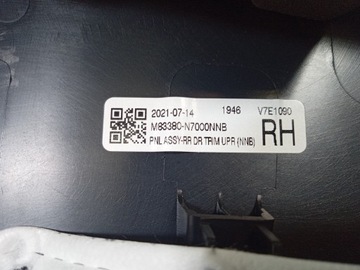 2021-07-14 1946 V7E1090
M83380-N7000NNB
PNL ASSY-RR DR TRIM UPR (NNB)
RH